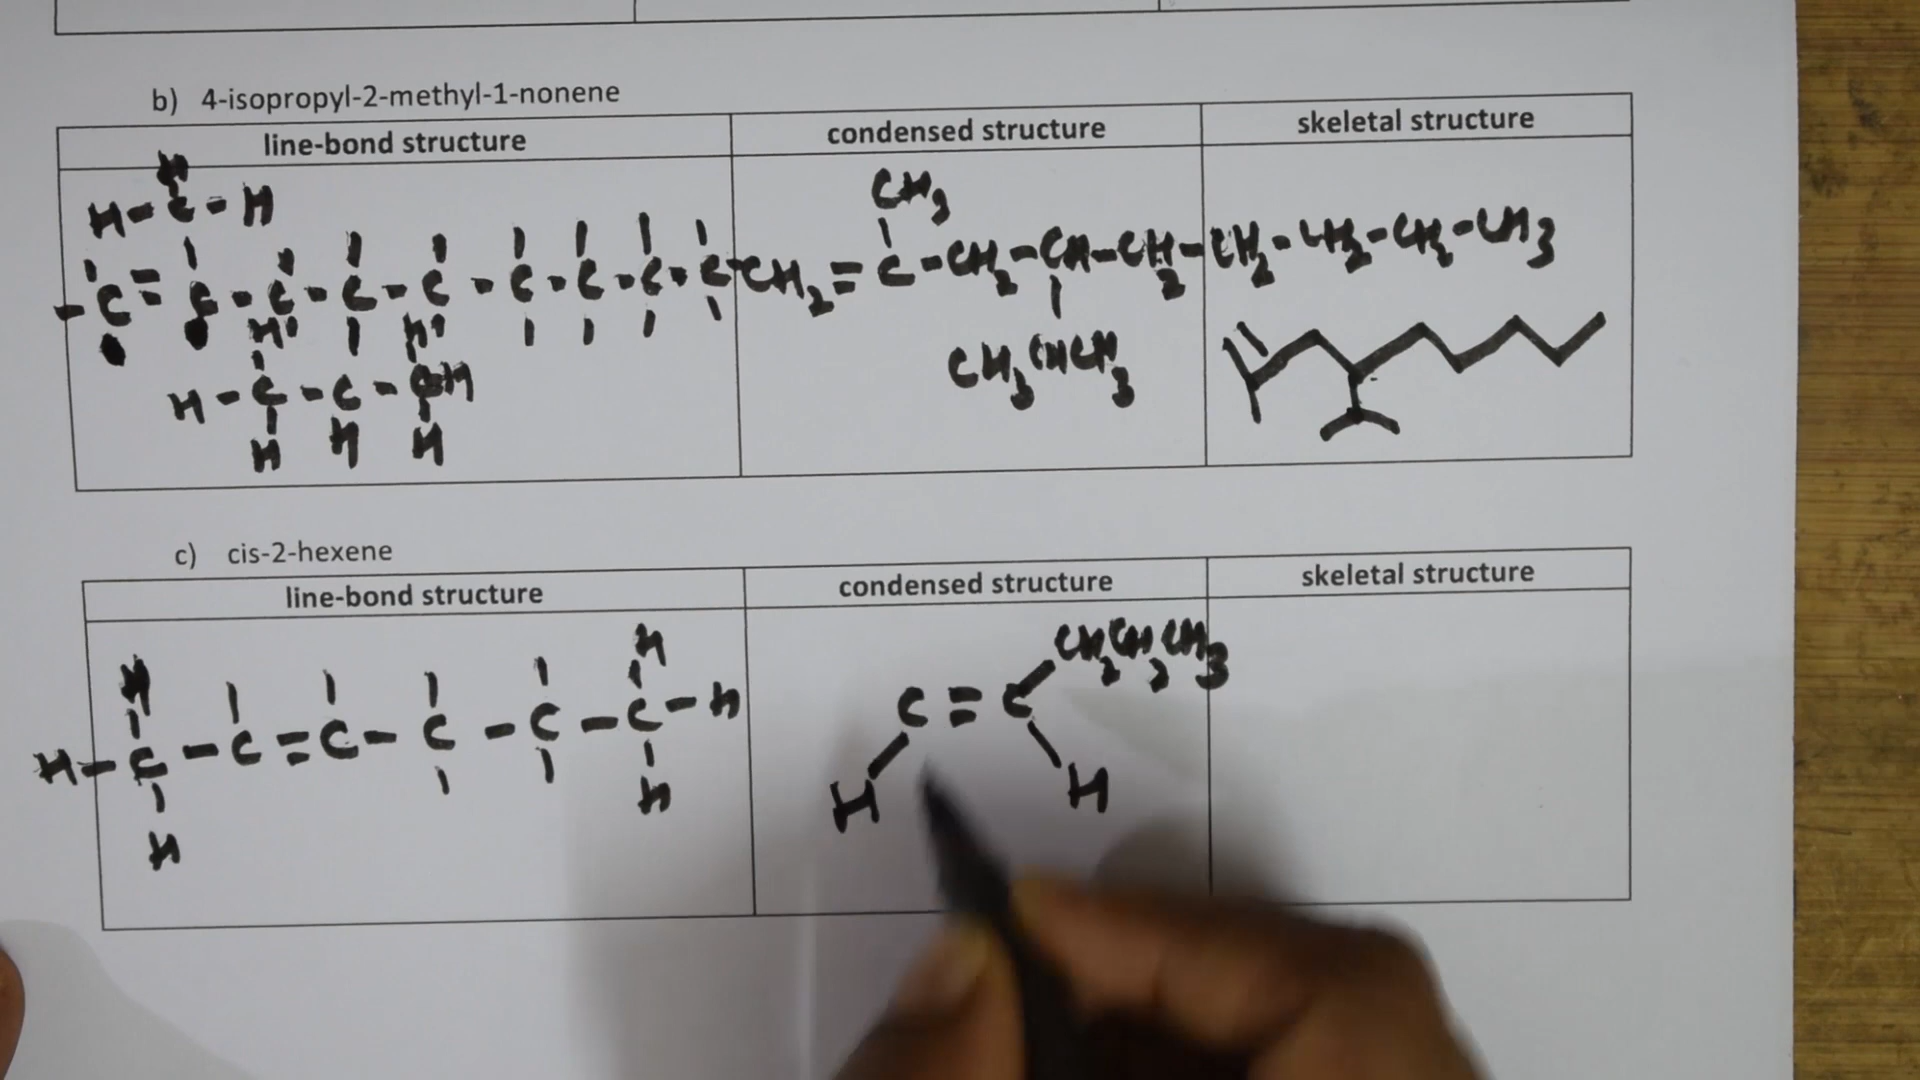 b) 4-isopropyl-2-methyl-1-nonene
line-bond structure
condensed structure
skeletal structure
H
H-C-H
C=C-C-C-C-C-C-C-C
H H
H-C-C-CH
H H H
CH3
CH2=C-CH2-CH-CH2-CH2-CH2-CH2-CH3
CH3CHCH3
c) cis-2-hexene
line-bond structure
condensed structure
skeletal structure
H H
H-C-C=C-C-C-C-H
H H
CH2CH2CH3
C=C
H H